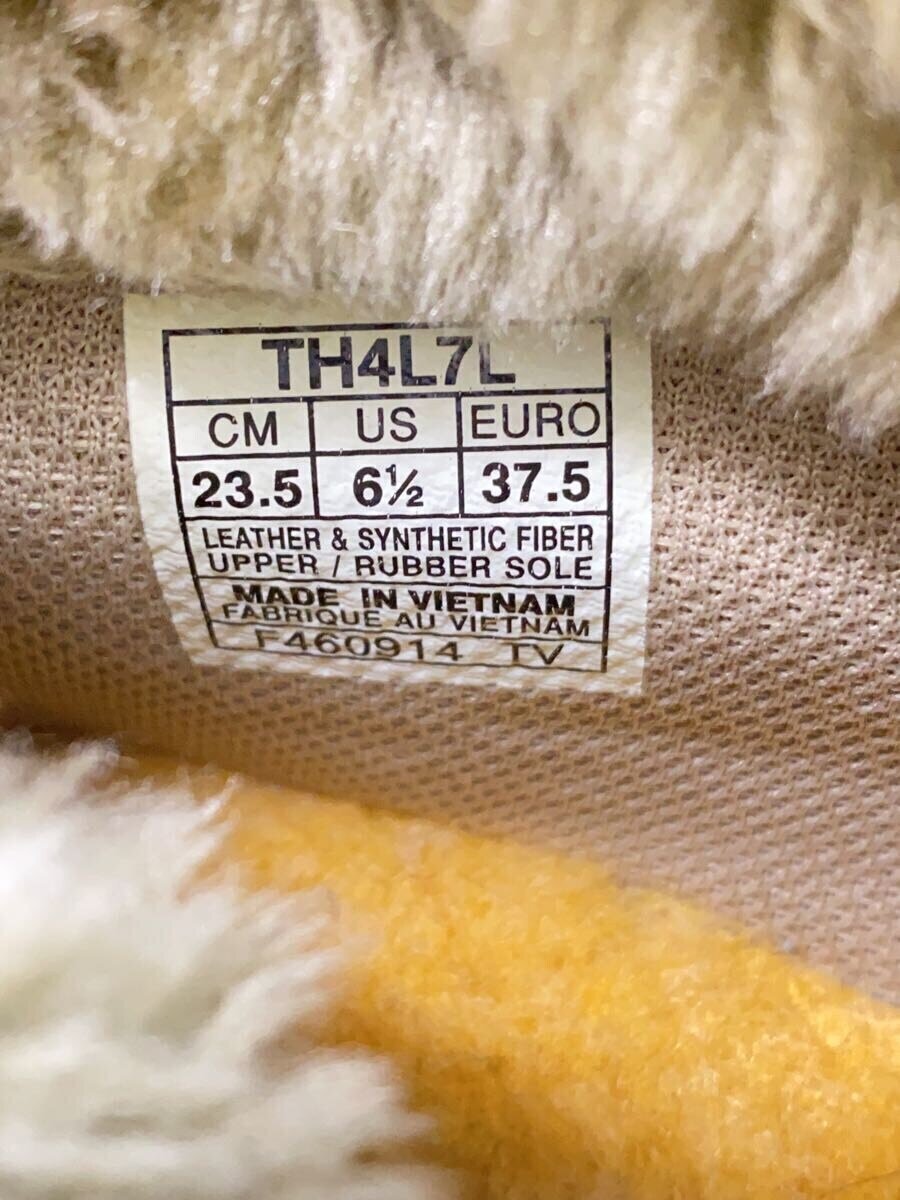 TH4L7L
CM US EURO
23.5 6½ 37.5
LEATHER & SYNTHETIC FIBER
UPPER / RUBBER SOLE
MADE IN VIETNAM
FABRIQUE AU VIETNAM
F460914 TV